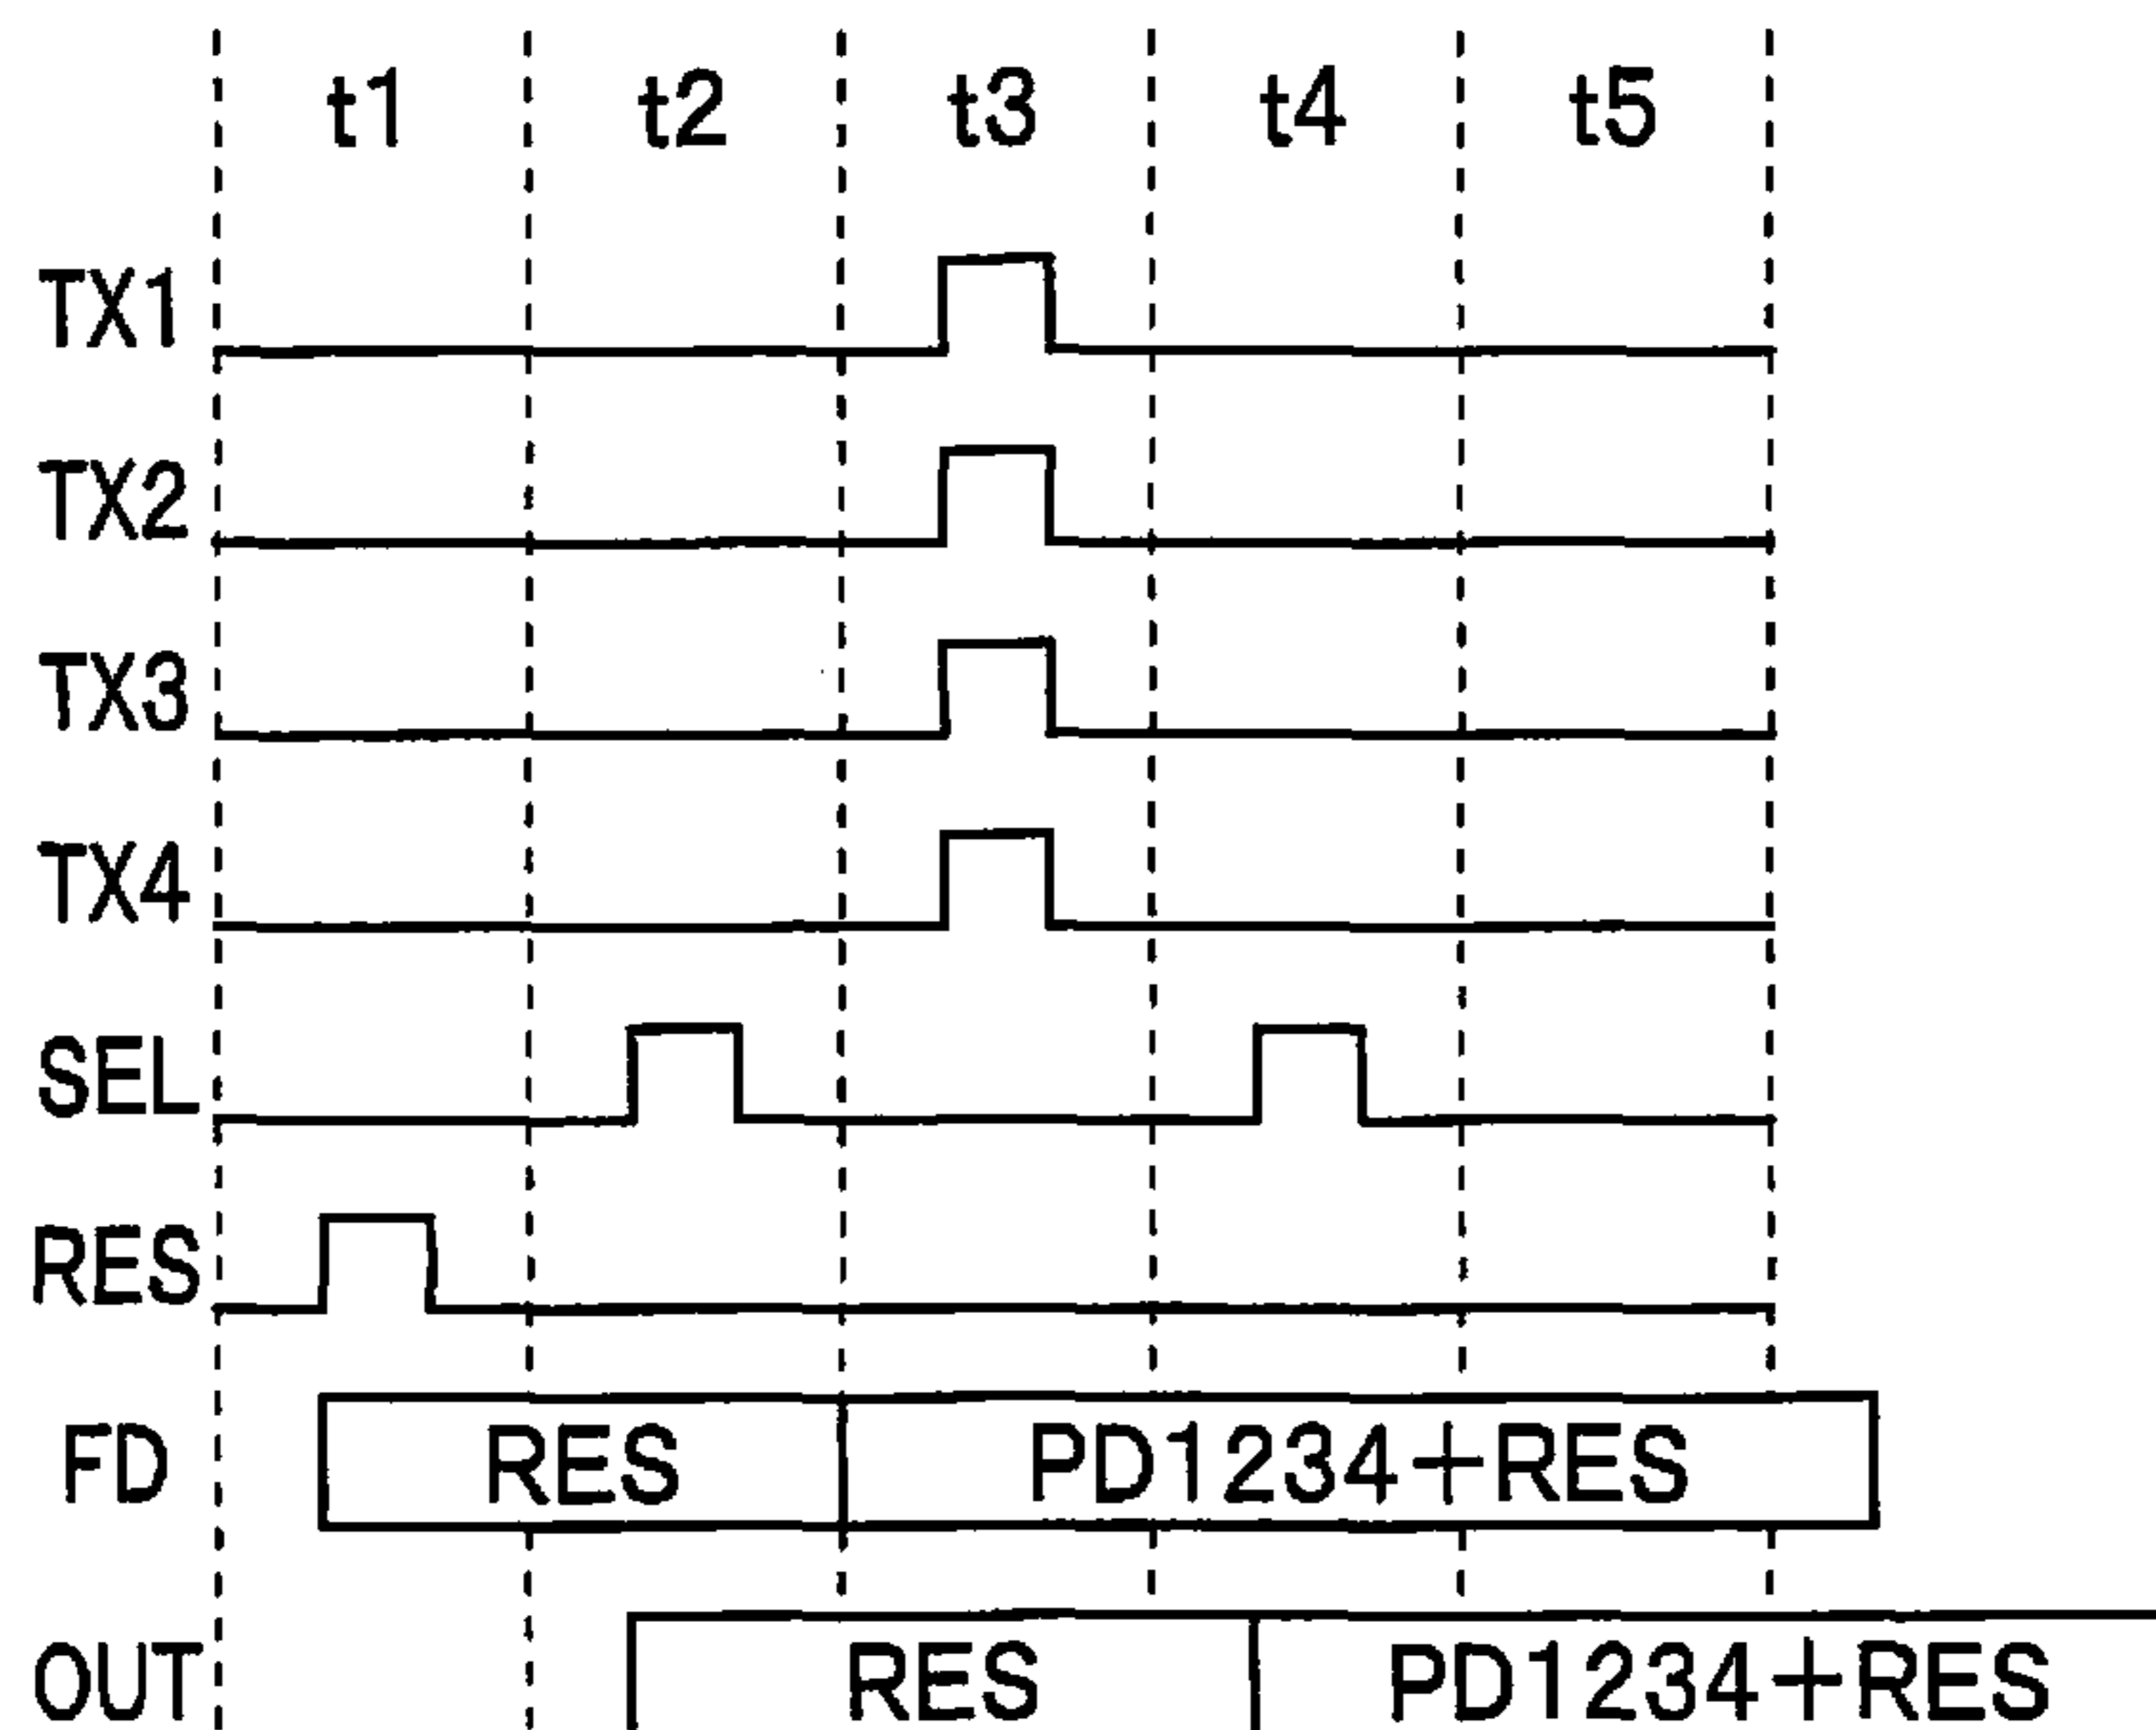 t1 t2 t3 t4 t5
TX1
TX2
TX3
TX4
SEL
RES
FD RES PD1234+RES
OUT RES PD1234+RES